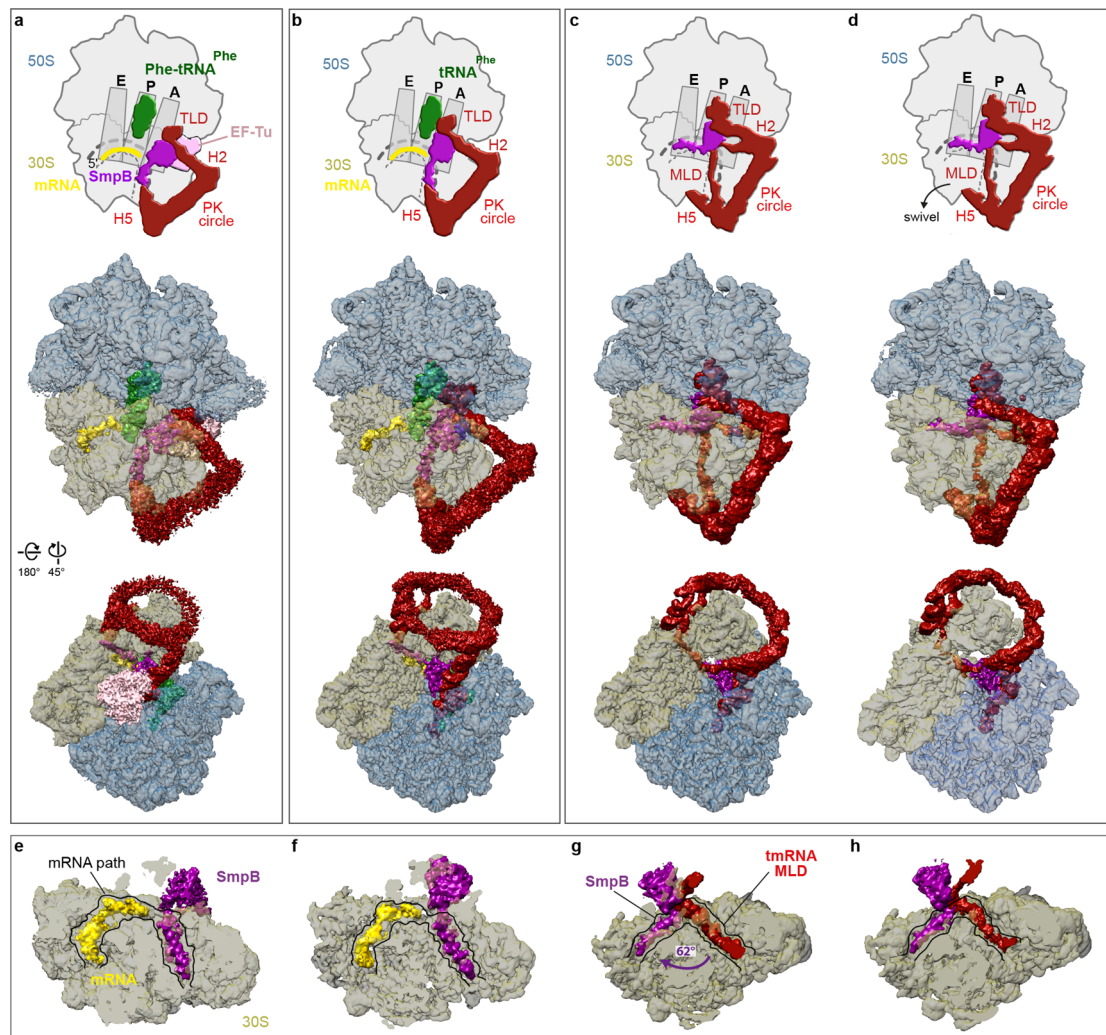 a
50S
Phe-tRNA Phe
E P A
TLD
EF-Tu
30S
5'
H2
mRNA
SmpB
H5
PK
circle
b
50S
tRNA Phe
E P A
TLD
30S
H2
mRNA
SmpB
H5
PK
circle
c
50S
E P A
TLD
H2
30S
MLD
H5
PK
circle
d
50S
E P A
TLD
H2
30S
MLD
swivel
H5
PK
circle
180° 45°
e
mRNA path
SmpB
mRNA
30S
f
g
SmpB
tmRNA
MLD
62°
h